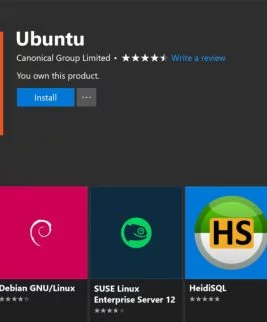 Ubuntu
Canonical Group Limited • Write a review
You own this product.
Install ...
HS
Debian GNU/Linux
SUSE Linux
Enterprise Server 12
HeidiSQL